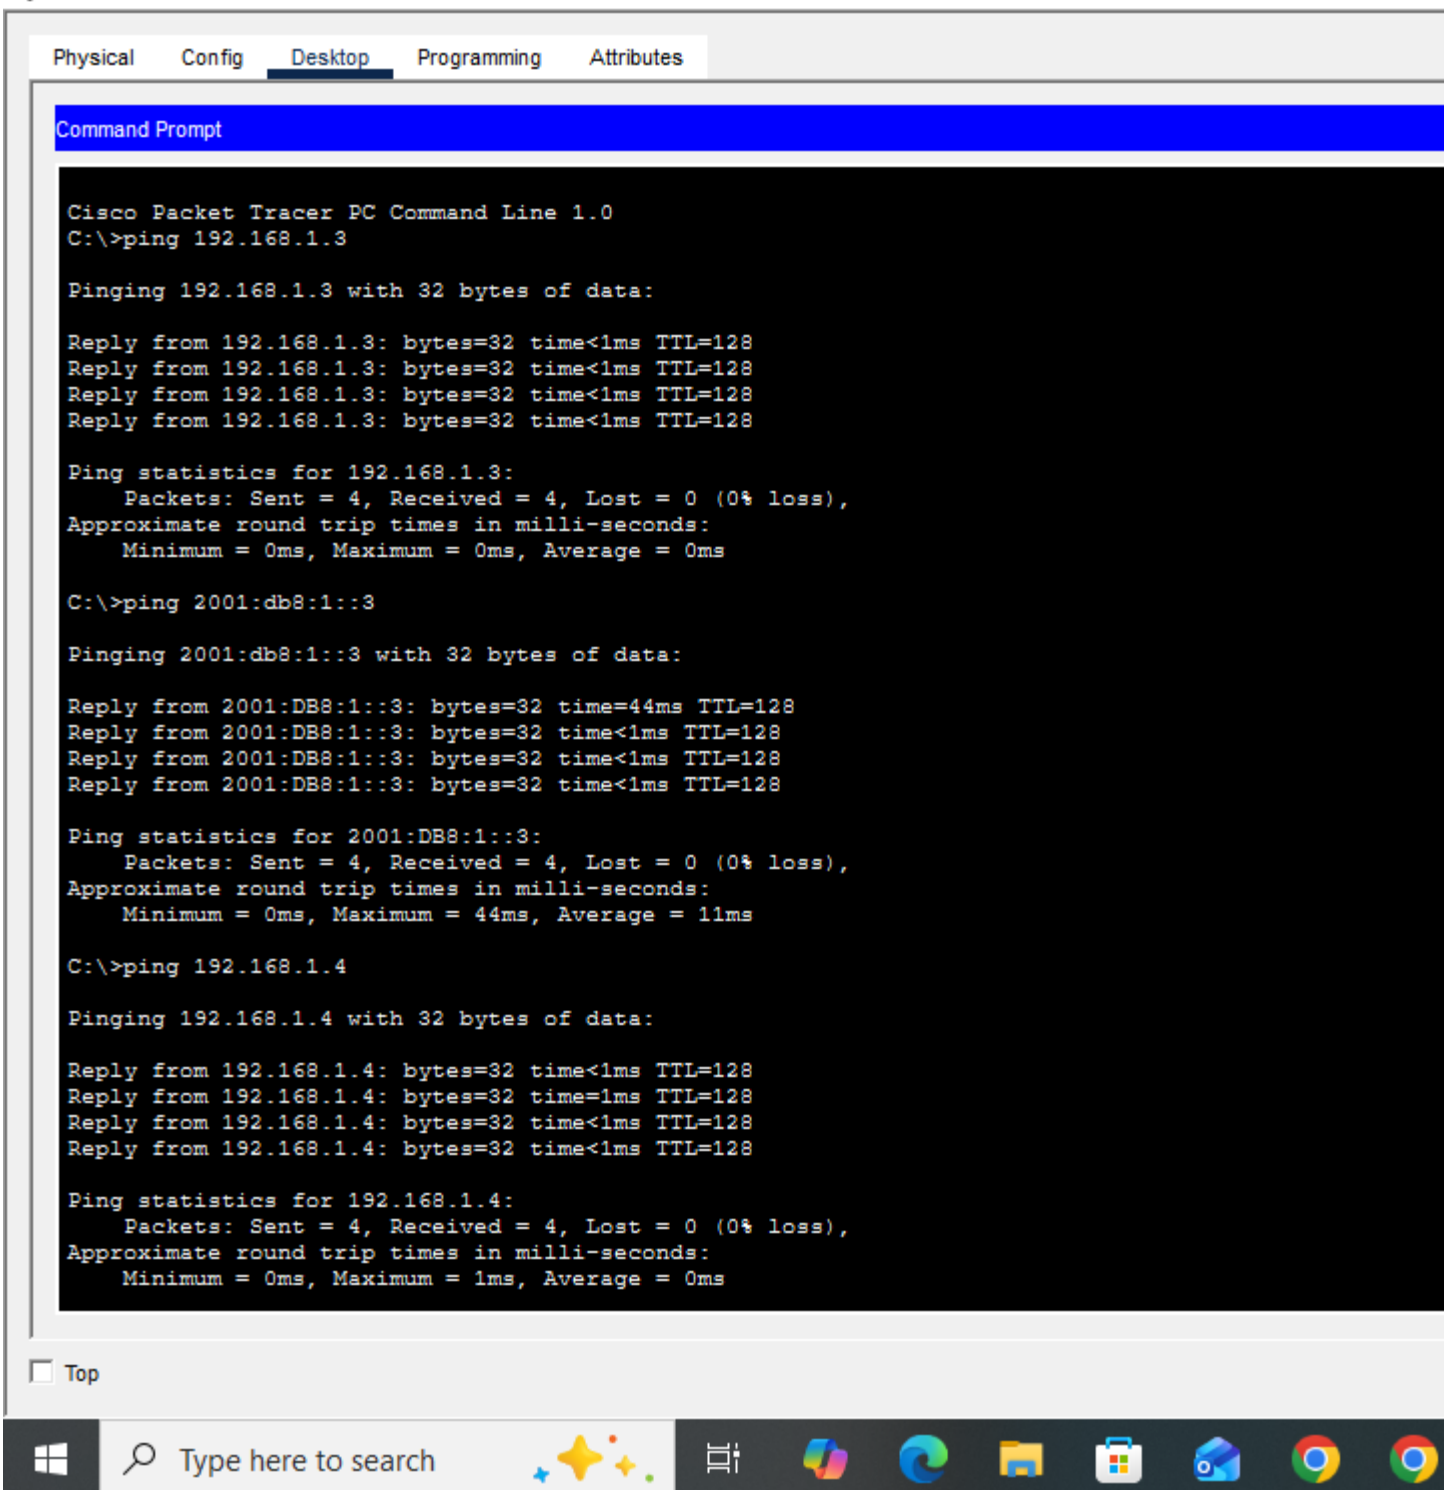 Physical Config Desktop Programming Attributes
Command Prompt
Cisco Packet Tracer PC Command Line 1.0
C:\>ping 192.168.1.3
Pinging 192.168.1.3 with 32 bytes of data:
Reply from 192.168.1.3: bytes=32 time<1ms TTL=128
Reply from 192.168.1.3: bytes=32 time<1ms TTL=128
Reply from 192.168.1.3: bytes=32 time<1ms TTL=128
Reply from 192.168.1.3: bytes=32 time<1ms TTL=128
Ping statistics for 192.168.1.3:
Packets: Sent = 4, Received = 4, Lost = 0 (0% loss),
Approximate round trip times in milli-seconds:
Minimum = 0ms, Maximum = 0ms, Average = 0ms
C:\>ping 2001:db8:1::3
Pinging 2001:db8:1::3 with 32 bytes of data:
Reply from 2001:DB8:1::3: bytes=32 time=44ms TTL=128
Reply from 2001:DB8:1::3: bytes=32 time<1ms TTL=128
Reply from 2001:DB8:1::3: bytes=32 time<1ms TTL=128
Reply from 2001:DB8:1::3: bytes=32 time<1ms TTL=128
Ping statistics for 2001:DB8:1::3:
Packets: Sent = 4, Received = 4, Lost = 0 (0% loss),
Approximate round trip times in milli-seconds:
Minimum = 0ms, Maximum = 44ms, Average = 11ms
C:\>ping 192.168.1.4
Pinging 192.168.1.4 with 32 bytes of data:
Reply from 192.168.1.4: bytes=32 time<1ms TTL=128
Reply from 192.168.1.4: bytes=32 time=1ms TTL=128
Reply from 192.168.1.4: bytes=32 time<1ms TTL=128
Reply from 192.168.1.4: bytes=32 time<1ms TTL=128
Ping statistics for 192.168.1.4:
Packets: Sent = 4, Received = 4, Lost = 0 (0% loss),
Approximate round trip times in milli-seconds:
Minimum = 0ms, Maximum = 1ms, Average = 0ms
Top
Type here to search